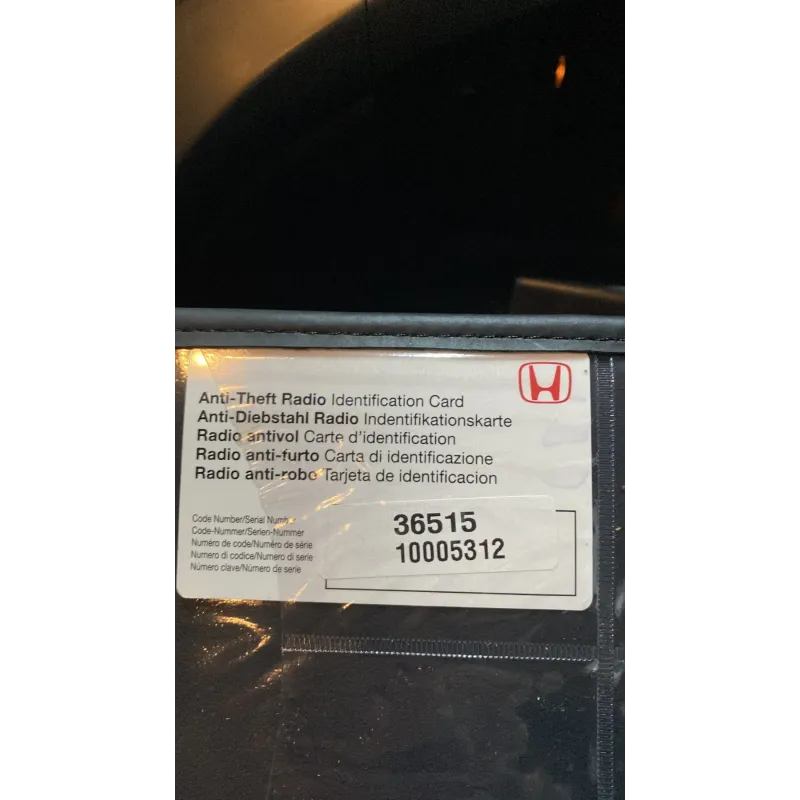 Anti-Theft Radio Identification Card
Anti-Diebstahl Radio Indentifikationskarte
Radio antivol Carte d'identification
Radio anti-furto Carta di identificazione
Radio anti-robo Tarjeta de identificacion
Code Number/Serial Number
Code-Nummer/Serien-Nummer
Numéro de code/Numéro de série
Numero di codice/Numero di serie
Número clave/Número de serie
36515
10005312